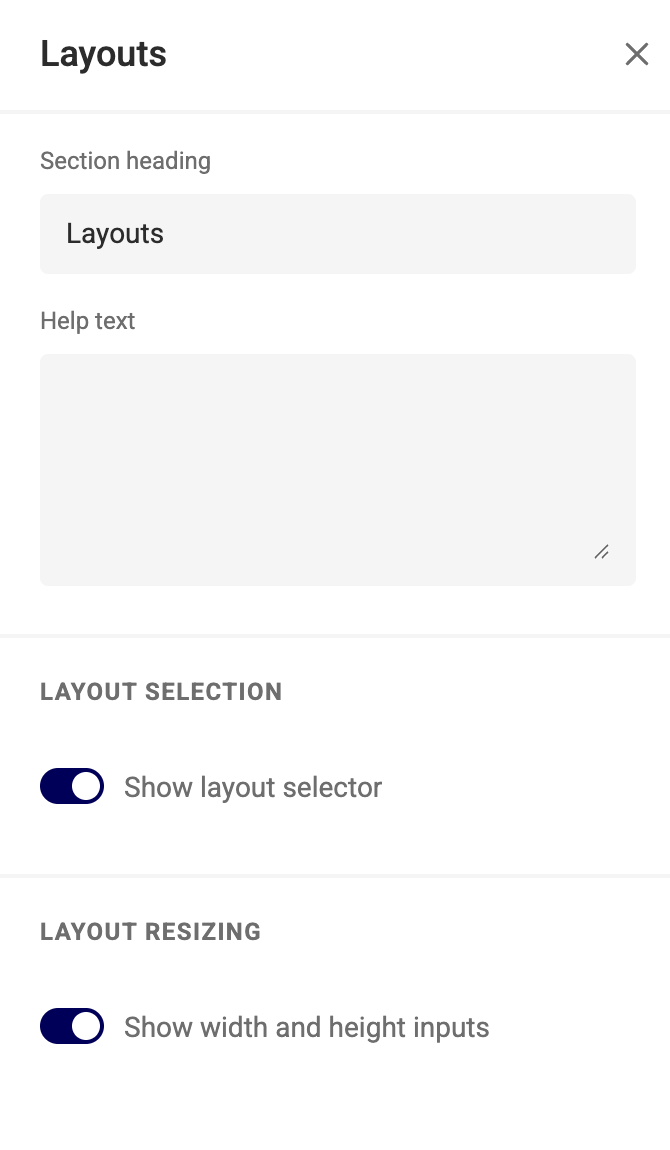 Layouts
Section heading
Layouts
Help text
LAYOUT SELECTION
Show layout selector
LAYOUT RESIZING
Show width and height inputs